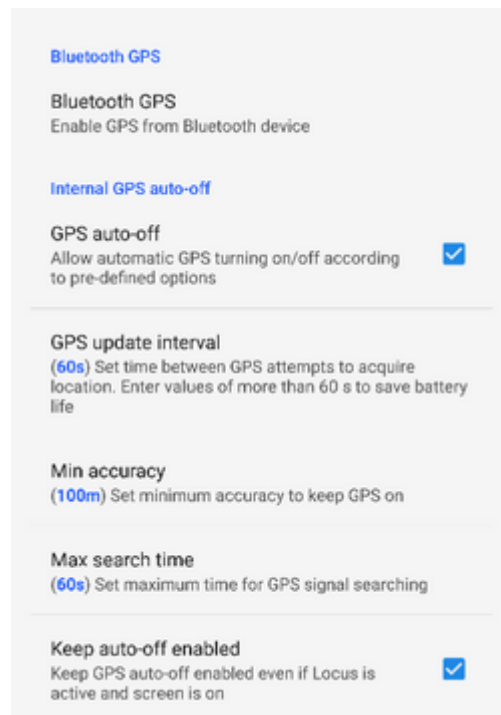 Bluetooth GPS
Bluetooth GPS
Enable GPS from Bluetooth device
Internal GPS auto-off
GPS auto-off
Allow automatic GPS turning on/off according
to pre-defined options
GPS update interval
(60s) Set time between GPS attempts to acquire
location. Enter values of more than 60 s to save battery
life
Min accuracy
(100m) Set minimum accuracy to keep GPS on
Max search time
(60s) Set maximum time for GPS signal searching
Keep auto-off enabled
Keep GPS auto-off enabled even if Locus is
active and screen is on